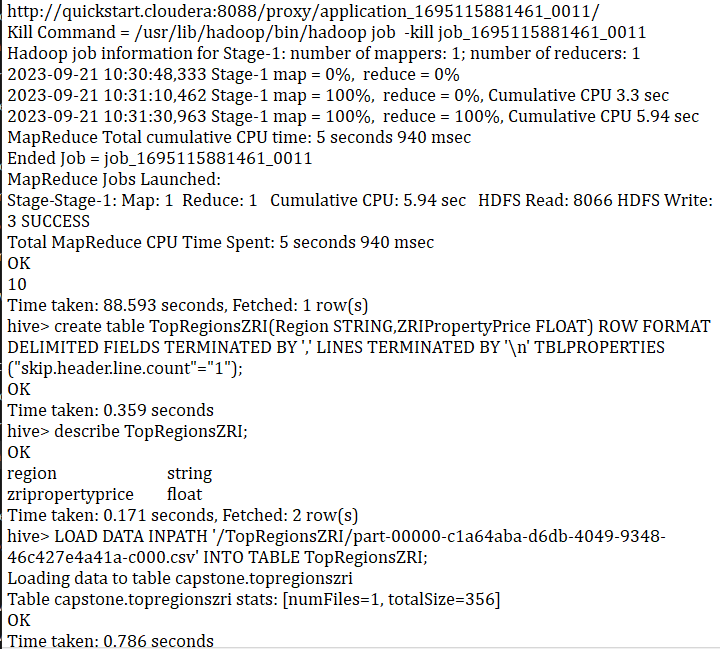 http://quickstart.cloudera:8088/proxy/application_1695115881461_0011/
Kill Command = /usr/lib/hadoop/bin/hadoop job  -kill job_1695115881461_0011
Hadoop job information for Stage-1: number of mappers: 1; number of reducers: 1
2023-09-21 10:30:48,333 Stage-1 map = 0%,  reduce = 0%
2023-09-21 10:31:10,462 Stage-1 map = 100%,  reduce = 0%, Cumulative CPU 3.3 sec
2023-09-21 10:31:30,963 Stage-1 map = 100%,  reduce = 100%, Cumulative CPU 5.94 sec
MapReduce Total cumulative CPU time: 5 seconds 940 msec
Ended Job = job_1695115881461_0011
MapReduce Jobs Launched:
Stage-Stage-1: Map: 1  Reduce: 1   Cumulative CPU: 5.94 sec   HDFS Read: 8066 HDFS Write:
3 SUCCESS
Total MapReduce CPU Time Spent: 5 seconds 940 msec
OK
10
Time taken: 88.593 seconds, Fetched: 1 row(s)
hive> create table TopRegionsZRI(Region STRING,ZRIPropertyPrice FLOAT) ROW FORMAT
DELIMITED FIELDS TERMINATED BY ',' LINES TERMINATED BY '\n' TBLPROPERTIES
("skip.header.line.count"="1");
OK
Time taken: 0.359 seconds
hive> describe TopRegionsZRI;
OK
region                  string
zripropertyprice        float
Time taken: 0.171 seconds, Fetched: 2 row(s)
hive> LOAD DATA INPATH '/TopRegionsZRI/part-00000-c1a64aba-d6db-4049-9348-
46c427e4a41a-c000.csv' INTO TABLE TopRegionsZRI;
Loading data to table capstone.topregionszri
Table capstone.topregionszri stats: [numFiles=1, totalSize=356]
OK
Time taken: 0.786 seconds